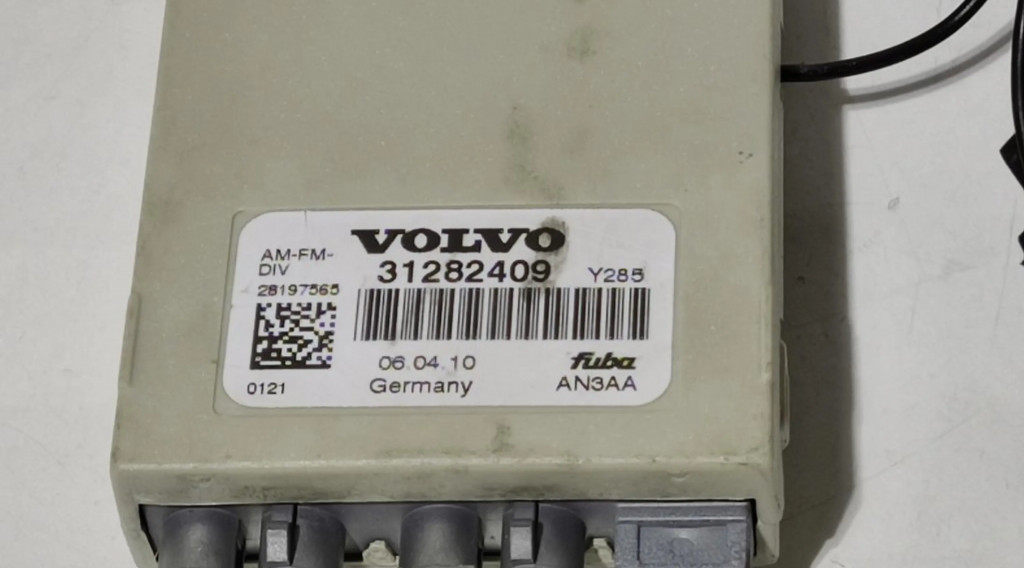 VOLVO
AM-FM-
DIV
31282409
Y285
28197565
06.04.10
fuba
0121
Germany
AN3AA